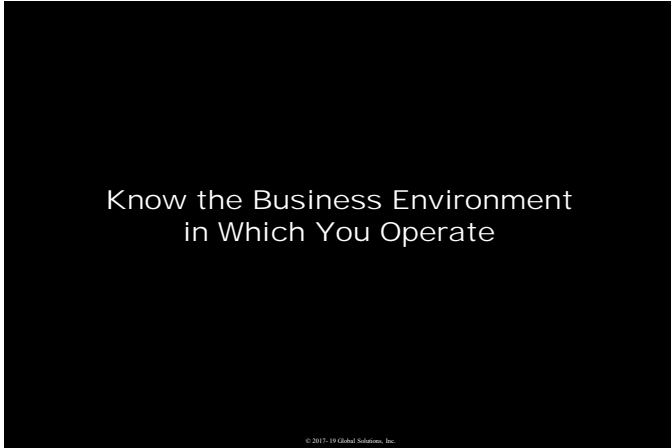 Know the Business Environment
in Which You Operate
© 2017-19 Global Solutions, Inc.